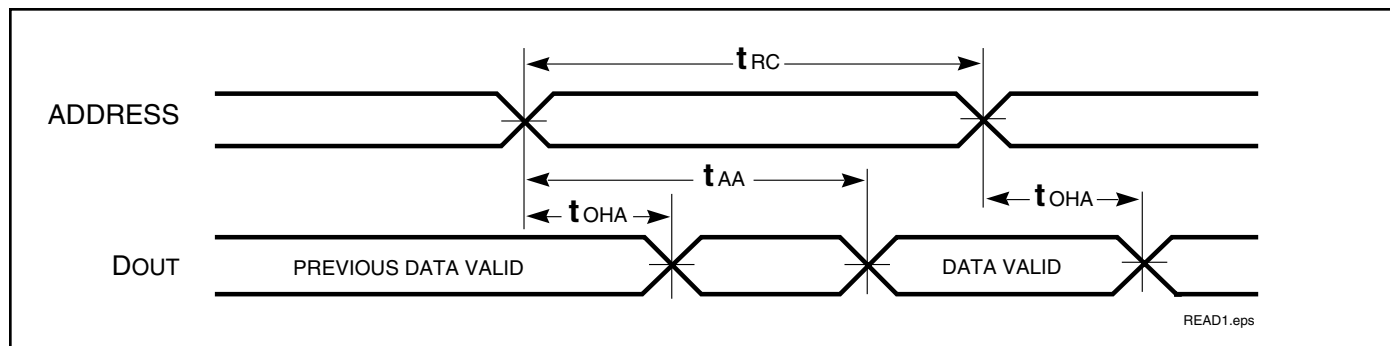 tRC
ADDRESS
tAA
tOHA
tOHA
DOUT
PREVIOUS DATA VALID
DATA VALID
READ1.eps